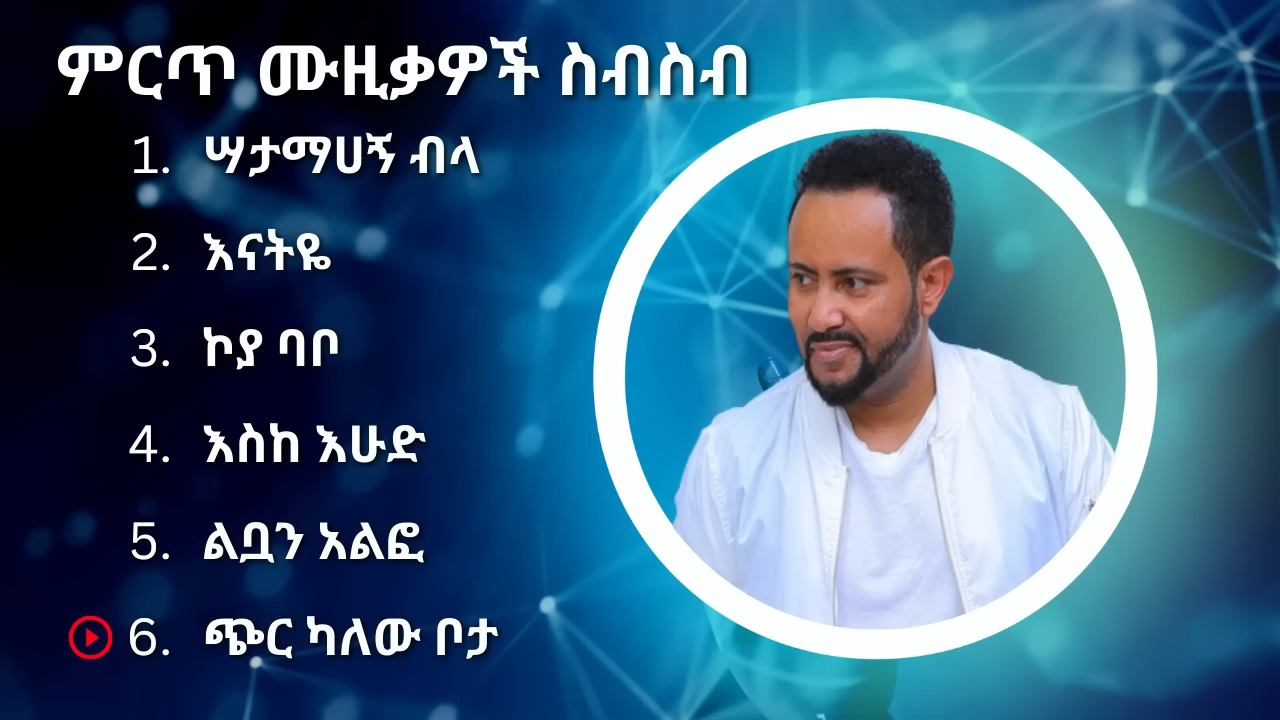 ምርጥ ሙዚቃዎች ስብስብ
1. ሣታማሀኝ ብላ
2. እናትዬ
3. ኮያ ባቦ
4. እስከ እሁድ
5. ልቧን አልፎ
6. ጭር ካለው ቦታ